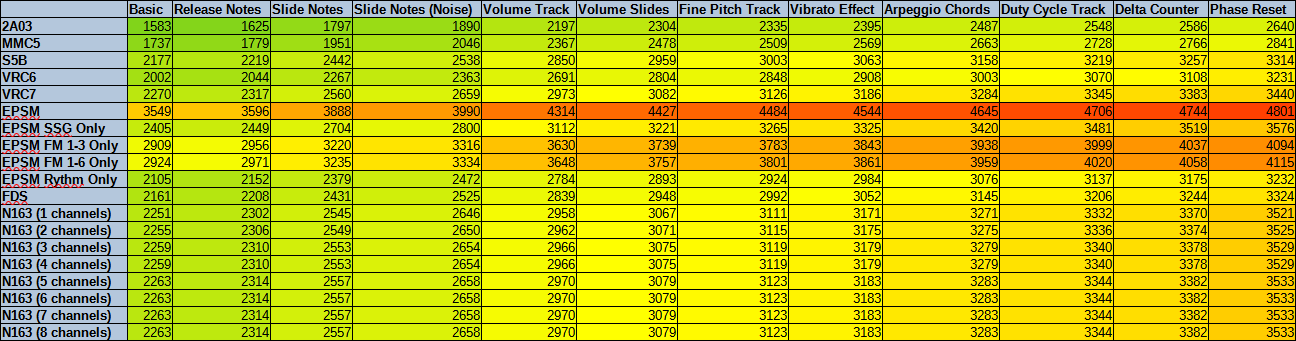 Basic Release Notes Slide Notes Slide Notes (Noise) Volume Track Volume Slides Fine Pitch Track Vibrato Effect Arpeggio Chords Duty Cycle Track Delta Counter Phase Reset
2A03 1583 1625 1797 1890 2197 2304 2335 2395 2487 2548 2586 2640
MMC5 1737 1779 1951 2046 2367 2478 2509 2569 2663 2728 2766 2841
S5B 2177 2219 2442 2538 2850 2959 3003 3063 3158 3219 3257 3314
VRC6 2002 2044 2267 2363 2691 2804 2848 2908 3003 3070 3108 3231
VRC7 2270 2317 2560 2659 2973 3082 3126 3186 3284 3345 3383 3440
EPSM 3549 3596 3888 3990 4314 4427 4484 4544 4645 4706 4744 4801
EPSM SSG Only 2405 2449 2704 2800 3112 3221 3265 3325 3420 3481 3519 3576
EPSM FM 1-3 Only 2909 2956 3220 3316 3630 3739 3783 3843 3938 3999 4037 4094
EPSM FM 1-6 Only 2924 2971 3235 3334 3648 3757 3801 3861 3959 4020 4058 4115
EPSM Rythm Only 2105 2152 2379 2472 2784 2893 2924 2984 3076 3137 3175 3232
FDS 2161 2208 2431 2525 2839 2948 2992 3052 3145 3206 3244 3324
N163 (1 channels) 2251 2302 2545 2646 2958 3067 3111 3171 3271 3332 3370 3521
N163 (2 channels) 2255 2306 2549 2650 2962 3071 3115 3175 3275 3336 3374 3525
N163 (3 channels) 2259 2310 2553 2654 2966 3075 3119 3179 3279 3340 3378 3529
N163 (4 channels) 2259 2310 2553 2654 2966 3075 3119 3179 3279 3340 3378 3529
N163 (5 channels) 2263 2314 2557 2658 2970 3079 3123 3183 3283 3344 3382 3533
N163 (6 channels) 2263 2314 2557 2658 2970 3079 3123 3183 3283 3344 3382 3533
N163 (7 channels) 2263 2314 2557 2658 2970 3079 3123 3183 3283 3344 3382 3533
N163 (8 channels) 2263 2314 2557 2658 2970 3079 3123 3183 3283 3344 3382 3533